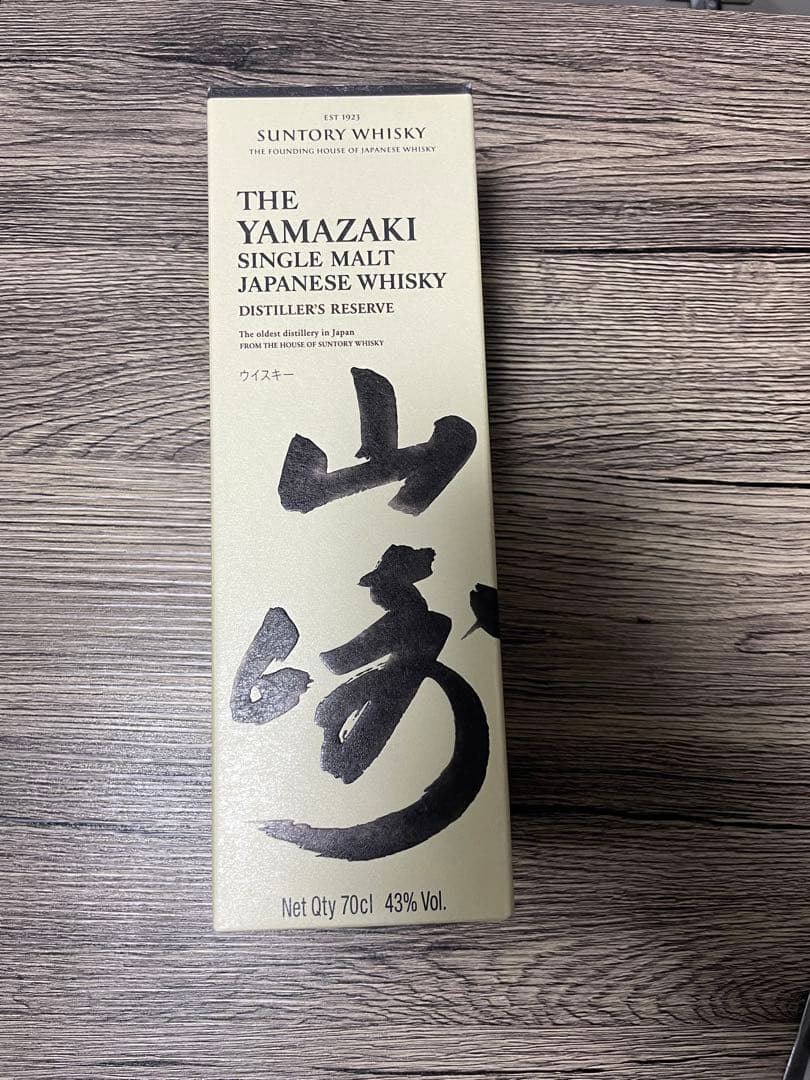 EST 1923
SUNTORY WHISKY
THE FOUNDING HOUSE OF JAPANESE WHISKY
THE
YAMAZAKI
SINGLE MALT
JAPANESE WHISKY
DISTILLER'S RESERVE
The oldest distillery in Japan
FROM THE HOUSE OF SUNTORY WHISKY
ウイスキー
山
崎
Net Qty 70cl 43% Vol.